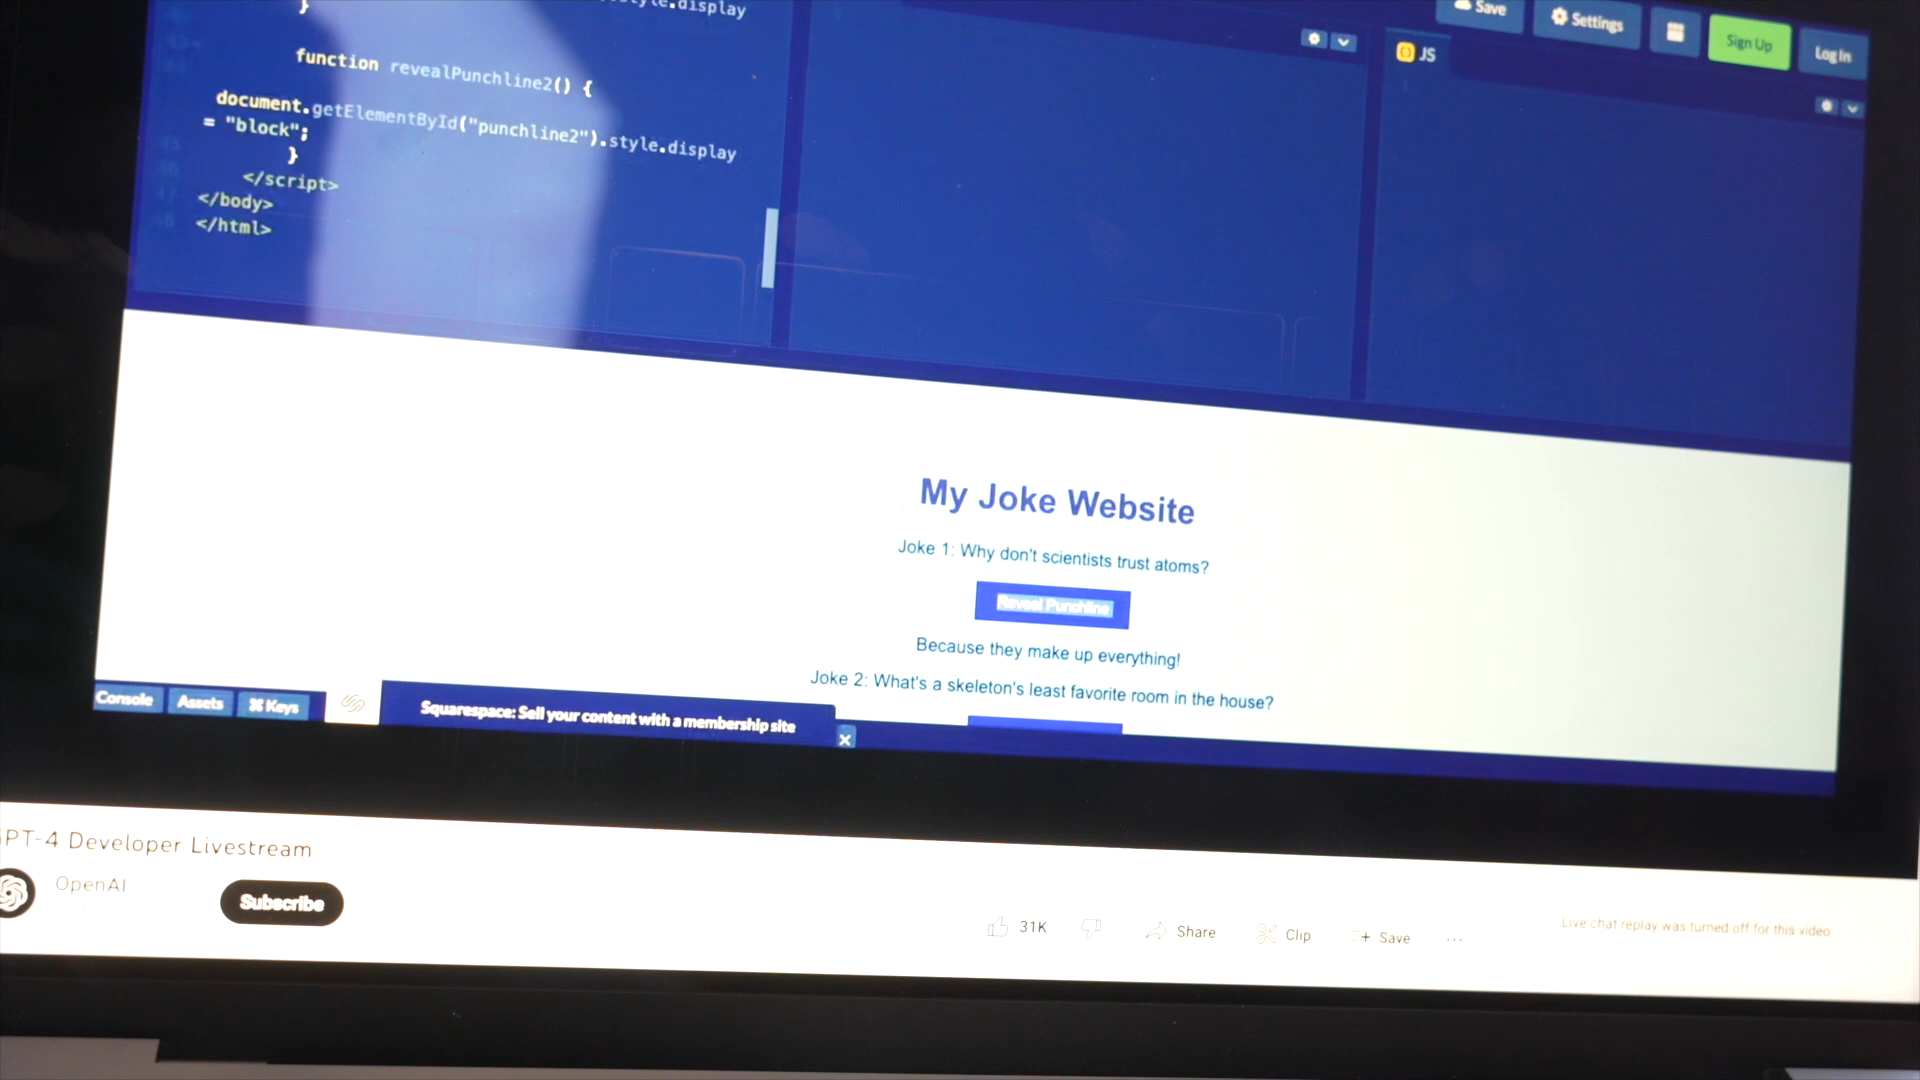 }
style.display
function revealPunchline2() {
document.getElementById("punchline2").style.display
= "block";
}
</script>
</body>
</html>
Save
Settings
Sign Up
Log In
JS
My Joke Website
Joke 1: Why don't scientists trust atoms?
Reveal Punchline
Because they make up everything!
Joke 2: What's a skeleton's least favorite room in the house?
Console
Assets
⌘ Keys
Squarespace: Sell your content with a membership site
x
PT-4 Developer Livestream
OpenAI
Subscribe
31K
Share
Clip
Save
Live chat replay was turned off for this video